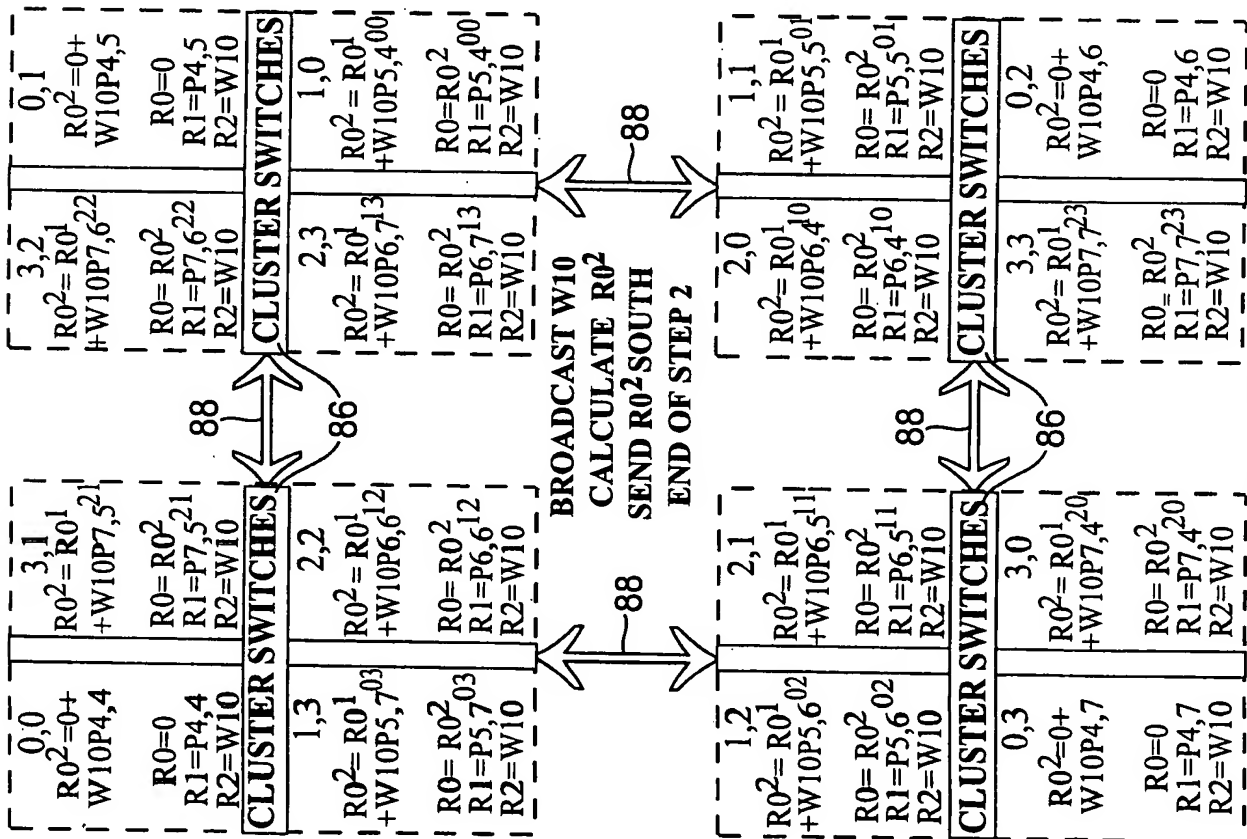 0,0
R0²=0+
W10P4,4
R0=0
R1=P4,4
R2=W10
3,1
R0²= R0¹
+W10P7,5²¹
R0= R0²
R1=P7,5²¹
R2=W10
CLUSTER SWITCHES
1,3
R0²= R0¹
+W10P5,7⁰³
R0= R0²
R1=P5,7⁰³
R2=W10
2,2
R0²= R0¹
+W10P6,6¹²
R0= R0²
R1=P6,6¹²
R2=W10
88
86
3,2
R0²= R0¹
+W10P7,6²²
R0= R0²
R1=P7,6²²
R2=W10
0,1
R0²=0+
W10P4,5
R0=0
R1=P4,5
R2=W10
CLUSTER SWITCHES
2,3
R0²= R0¹
+W10P6,7¹³
R0= R0²
R1=P6,7¹³
R2=W10
1,0
R0²= R0¹
+W10P5,4⁰⁰
R0=R0²
R1=P5,4⁰⁰
R2=W10
88
BROADCAST W10
CALCULATE R0²
SEND R0² SOUTH
END OF STEP 2
88
1,2
R0²= R0¹
+W10P5,6⁰²
R0= R0²
R1=P5,6⁰²
R2=W10
2,1
R0²= R0¹
+W10P6,5¹¹
R0= R0²
R1=P6,5¹¹
R2=W10
CLUSTER SWITCHES
0,3
R0²=0+
W10P4,7
R0=0
R1=P4,7
R2=W10
3,0
R0²= R0¹
+W10P7,4²⁰
R0= R0²
R1=P7,4²⁰
R2=W10
88
86
2,0
R0²= R0¹
+W10P6,4¹⁰
R0= R0²
R1=P6,4¹⁰
R2=W10
1,1
R0²= R0¹
+W10P5,5⁰¹
R0= R0²
R1=P5,5⁰¹
R2=W10
CLUSTER SWITCHES
3,3
R0²= R0¹
+W10P7,7²³
R0= R0²
R1=P7,7²³
R2=W10
0,2
R0²=0+
W10P4,6
R0=0
R1=P4,6
R2=W10